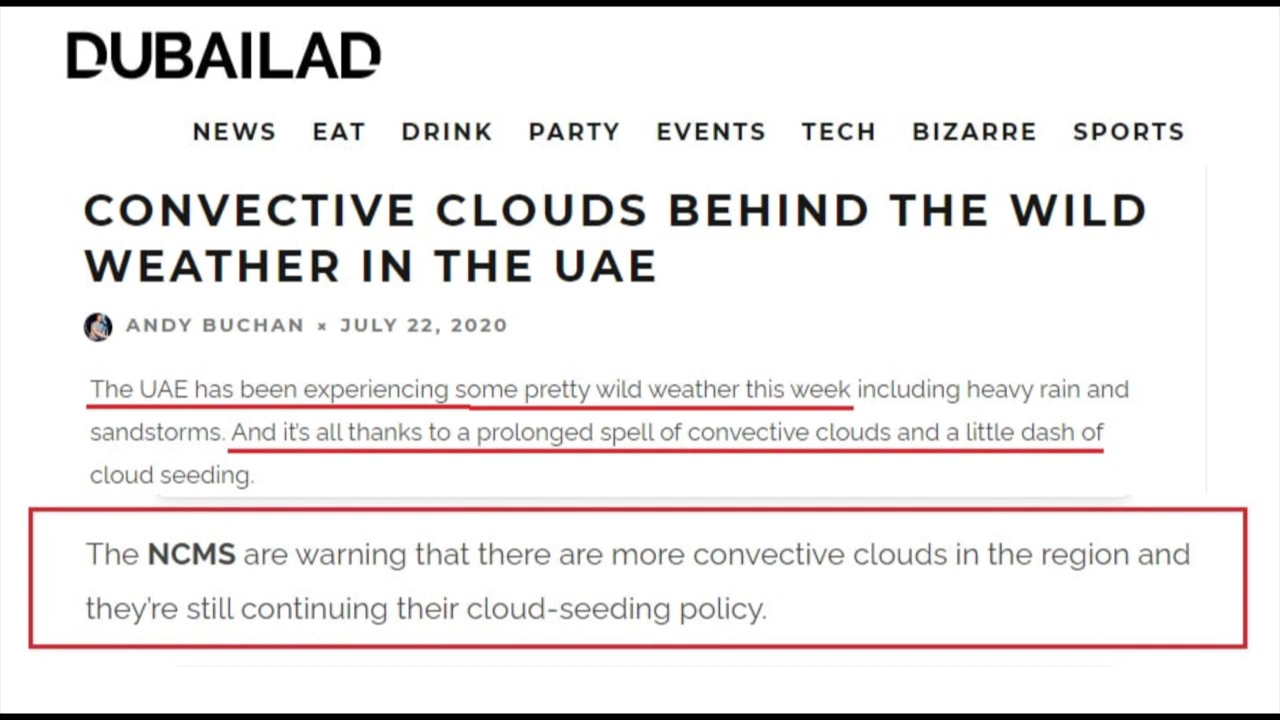 DUBAILAD
NEWS EAT DRINK PARTY EVENTS TECH BIZARRE SPORTS
CONVECTIVE CLOUDS BEHIND THE WILD
WEATHER IN THE UAE
ANDY BUCHAN × JULY 22, 2020
The UAE has been experiencing some pretty wild weather this week including heavy rain and
sandstorms. And it's all thanks to a prolonged spell of convective clouds and a little dash of
cloud seeding.
The NCMS are warning that there are more convective clouds in the region and
they're still continuing their cloud-seeding policy.